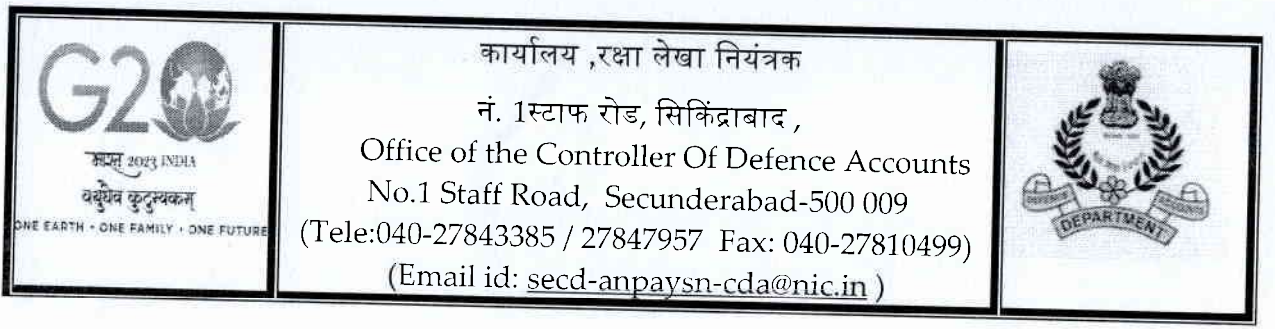 G20
भारत 2023 INDIA
वसुधैव कुटुम्बकम्
ONE EARTH • ONE FAMILY • ONE FUTURE
कार्यालय ,रक्षा लेखा नियंत्रक
नं. 1स्टाफ रोड, सिकिंद्राबाद ,
Office of the Controller Of Defence Accounts
No.1 Staff Road, Secunderabad-500 009
(Tele:040-27843385 / 27847957 Fax: 040-27810499)
(Email id: secd-anpaysn-cda@nic.in )
DEFENCE ACCOUNTS
DEPARTMENT